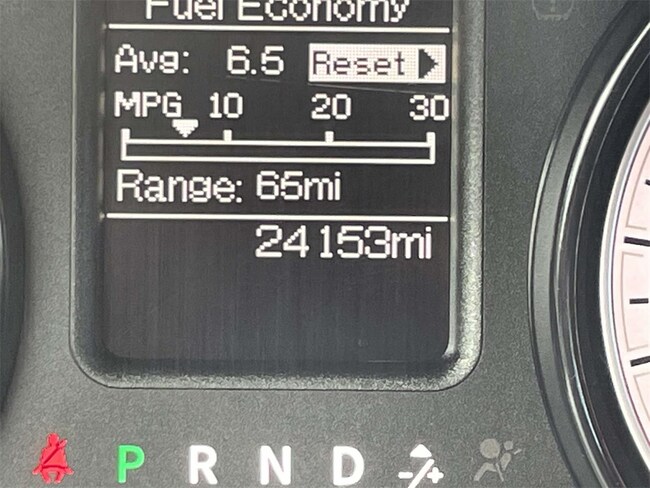 Fuel Economy
Avg: 6.5 Reset
MPG 10 20 30
Range: 65mi
24153mi
P R N D -/+